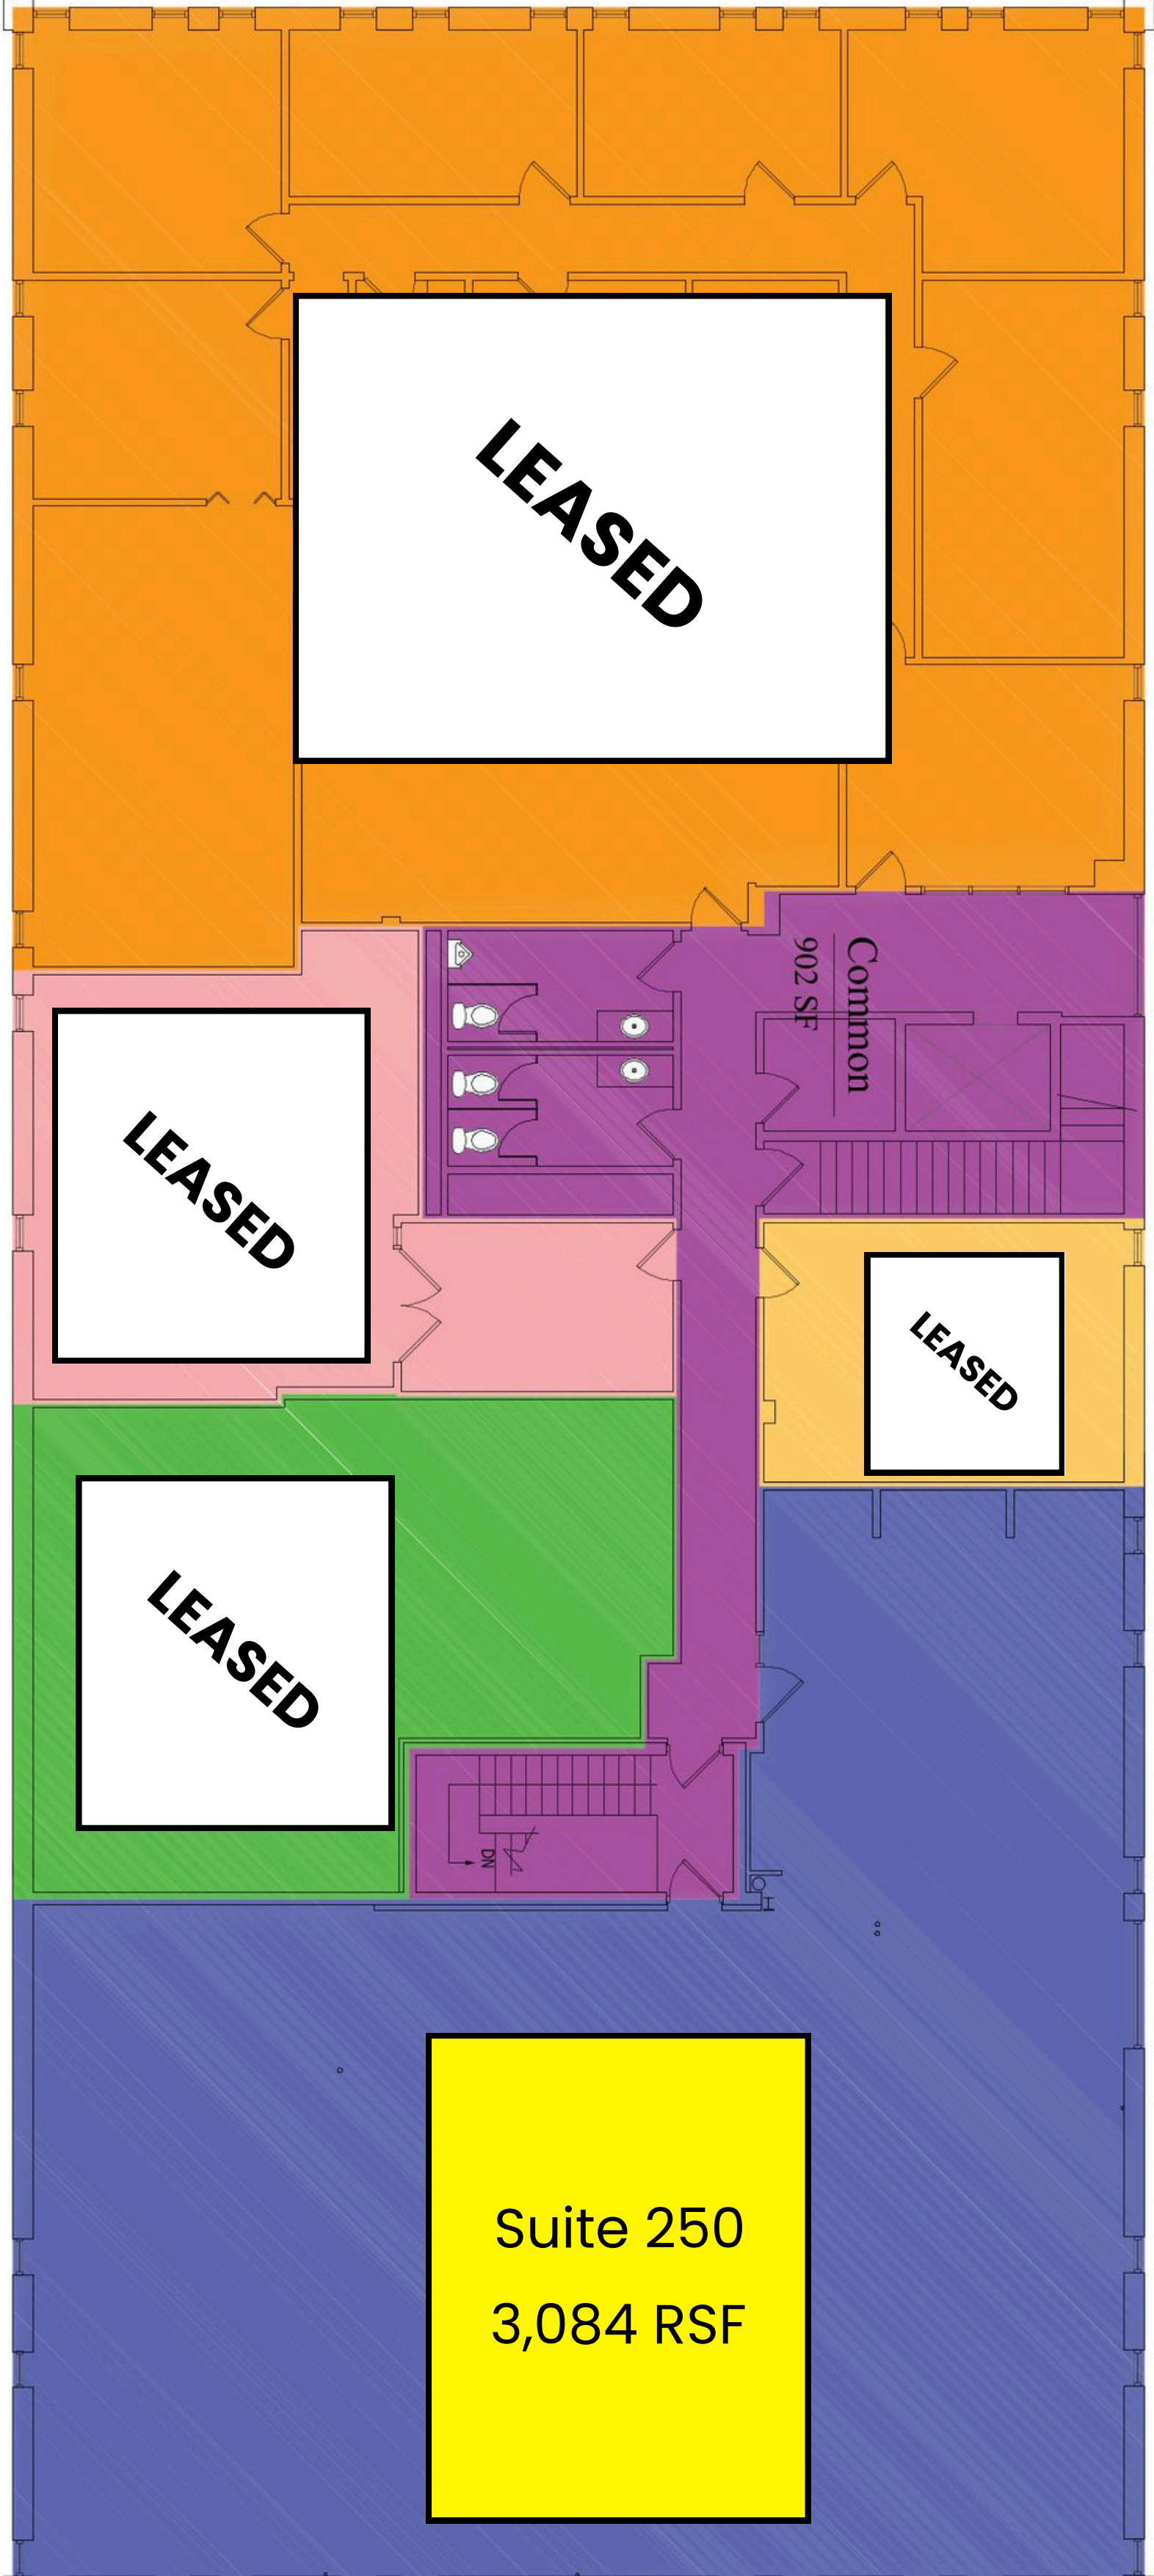 LEASED
Common
902 SF
LEASED
LEASED
LEASED
DN
Suite 250
3,084 RSF